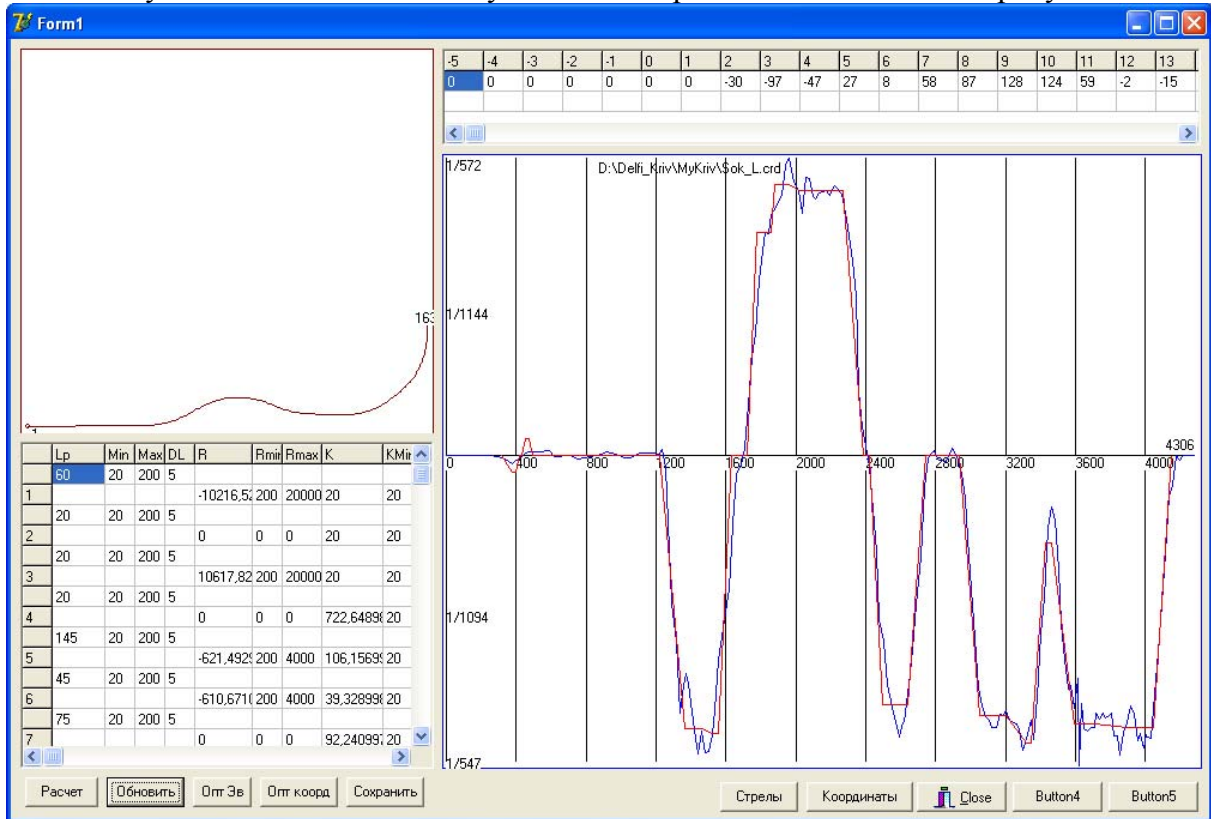 Form1
-5 -4 -3 -2 -1 0 1 2 3 4 5 6 7 8 9 10 11 12 13
0 0 0 0 0 0 0 -30 -97 -47 27 8 58 87 128 124 59 -2 -15
1/572
D:\Delfi_Kriv\MyKriv\Sok_L.crd
163
1/1144
1
4306
0 400 800 1200 1600 2000 2400 2800 3200 3600 4000
1/1094
1/547
Lp Min Max DL R Rmir Rmax K KMir
60 20 200 5
1 -10216,52 200 20000 20 20
20 20 200 5
2 0 0 0 20 20
20 20 200 5
3 10617,82 200 20000 20 20
20 20 200 5
4 0 0 0 722,6489 20
145 20 200 5
5 -621,492 200 4000 106,1569 20
45 20 200 5
6 -610,671 200 4000 39,32899 20
75 20 200 5
7 0 0 0 92,24099 20
Расчет Обновить Опт Эв Опт коорд Сохранить
Стрелы Координаты Close Button4 Button5